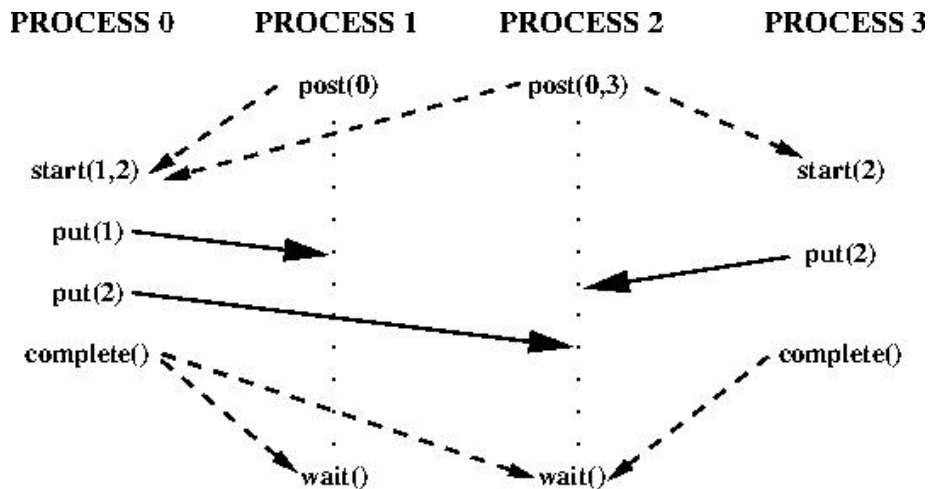 PROCESS 0 PROCESS 1 PROCESS 2 PROCESS 3
post(0) post(0,3)
start(1,2) start(2)
put(1)
put(2)
put(2)
complete() complete()
wait() wait()